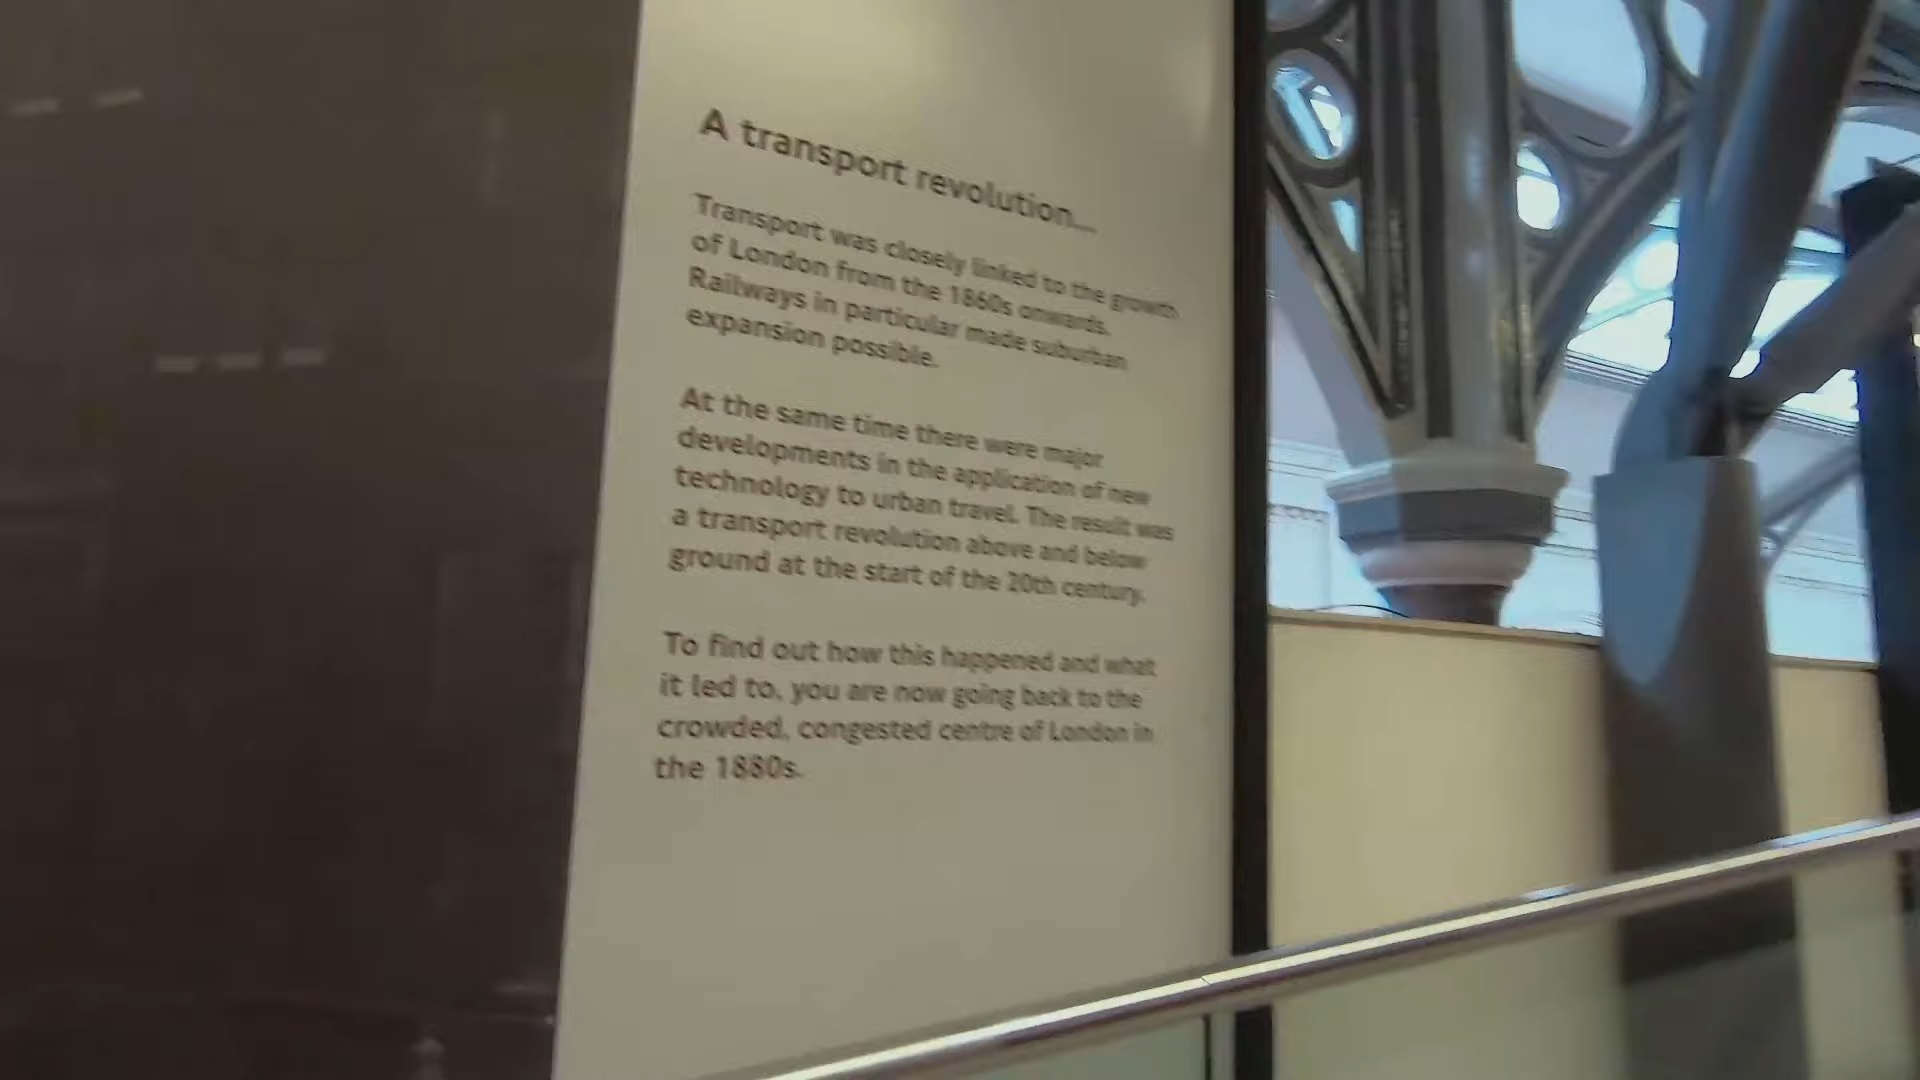 A transport revolution...
Transport was closely linked to the growth
of London from the 1860s onwards.
Railways in particular made suburban
expansion possible.
At the same time there were major
developments in the application of new
technology to urban travel. The result was
a transport revolution above and below
ground at the start of the 20th century.
To find out how this happened and what
it led to, you are now going back to the
crowded, congested centre of London in
the 1880s.